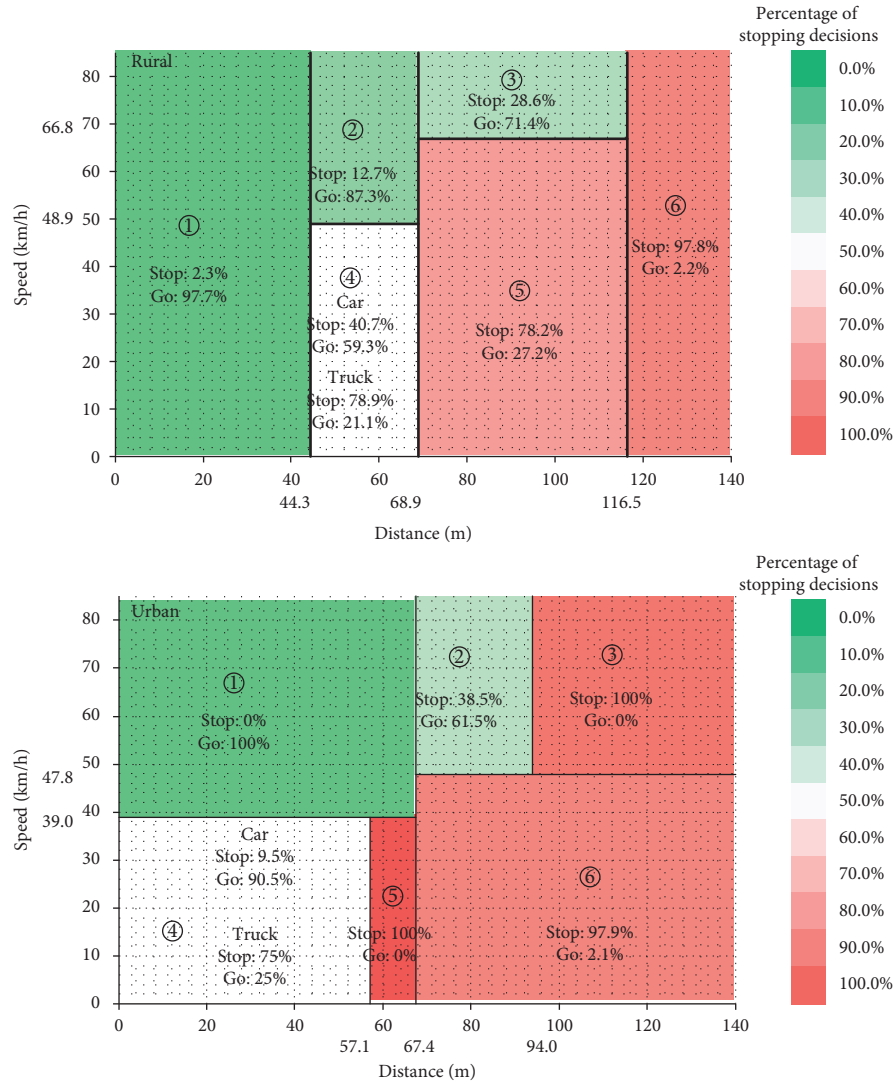 Percentage of
stopping decisions
0.0%
10.0%
20.0%
30.0%
40.0%
50.0%
60.0%
70.0%
80.0%
90.0%
100.0%
Rural
Speed (km/h)
80
70
66.8
60
50
48.9
40
30
20
10
0
①
Stop: 2.3%
Go: 97.7%
②
Stop: 12.7%
Go: 87.3%
③
Stop: 28.6%
Go: 71.4%
④
Car
Stop: 40.7%
Go: 59.3%
Truck
Stop: 78.9%
Go: 21.1%
⑤
Stop: 78.2%
Go: 27.2%
⑥
Stop: 97.8%
Go: 2.2%
0 20 40 60 80 100 120 140
44.3 68.9 116.5
Distance (m)
Percentage of
stopping decisions
0.0%
10.0%
20.0%
30.0%
40.0%
50.0%
60.0%
70.0%
80.0%
90.0%
100.0%
Urban
Speed (km/h)
80
70
60
50
47.8
40
39.0
30
20
10
0
①
Stop: 0%
Go: 100%
②
Stop: 38.5%
Go: 61.5%
③
Stop: 100%
Go: 0%
Car
Stop: 9.5%
Go: 90.5%
④
Truck
Stop: 75%
Go: 25%
⑤
Stop: 100%
Go: 0%
⑥
Stop: 97.9%
Go: 2.1%
0 20 40 60 80 100 120 140
57.1 67.4 94.0
Distance (m)